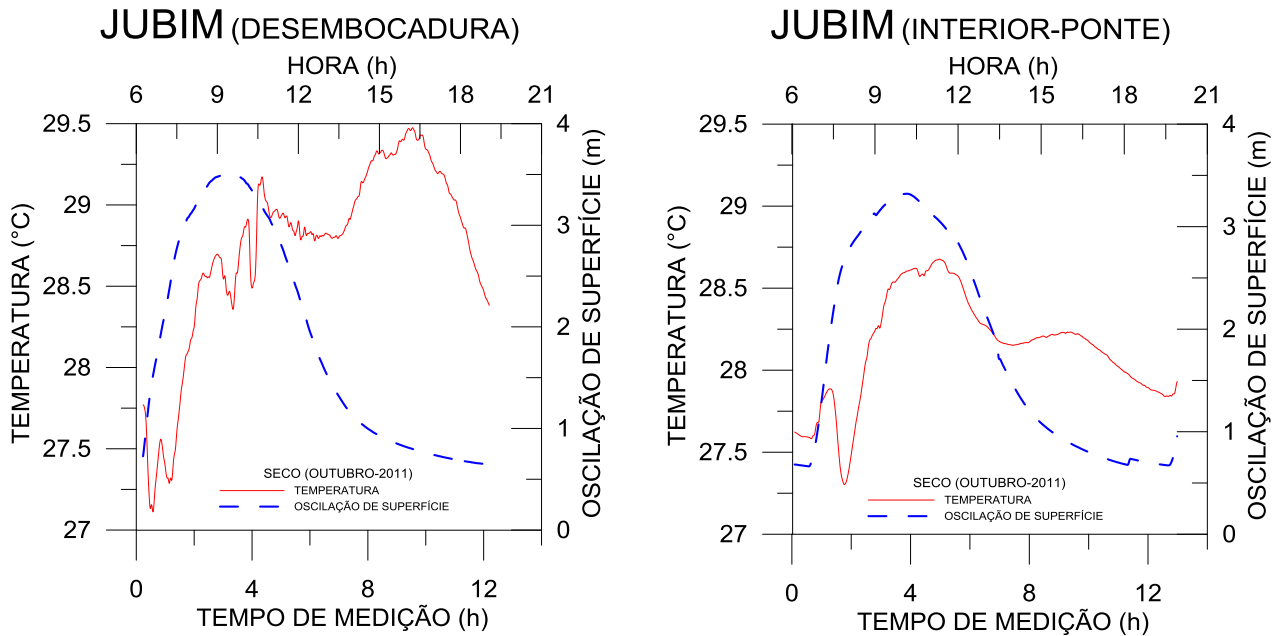 JUBIM (DESEMBOCADURA)
HORA (h)
6 9 12 15 18 21
29.5
29
28.5
28
27.5
27
TEMPERATURA (°C)
4
3
2
1
0
OSCILAÇÃO DE SUPERFÍCIE (m)
SECO (OUTUBRO-2011)
TEMPERATURA
OSCILAÇÃO DE SUPERFÍCIE
0 4 8 12
TEMPO DE MEDIÇÃO (h)
JUBIM (INTERIOR-PONTE)
HORA (h)
6 9 12 15 18 21
29.5
29
28.5
28
27.5
27
TEMPERATURA (°C)
4
3
2
1
0
OSCILAÇÃO DE SUPERFÍCIE (m)
SECO (OUTUBRO-2011)
TEMPERATURA
OSCILAÇÃO DE SUPERFÍCIE
0 4 8 12
TEMPO DE MEDIÇÃO (h)